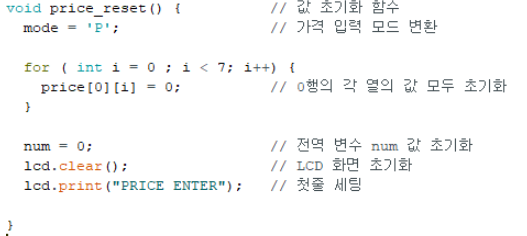 void price_reset() { // 값 초기화 함수
mode = 'P'; // 가격 입력 모드 변환
for ( int i = 0 ; i < 7; i++) {
price[0][i] = 0; // 0행의 각 열의 값 모두 초기화
}
num = 0; // 전역 변수 num 값 초기화
lcd.clear(); // LCD 화면 초기화
lcd.print("PRICE ENTER"); // 첫줄 세팅
}